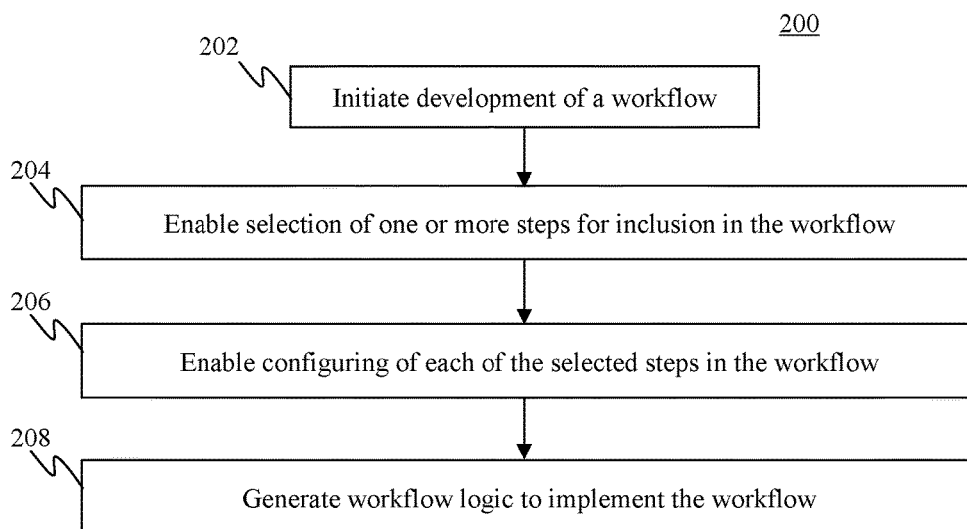 200
202
Initiate development of a workflow
204
Enable selection of one or more steps for inclusion in the workflow
206
Enable configuring of each of the selected steps in the workflow
208
Generate workflow logic to implement the workflow